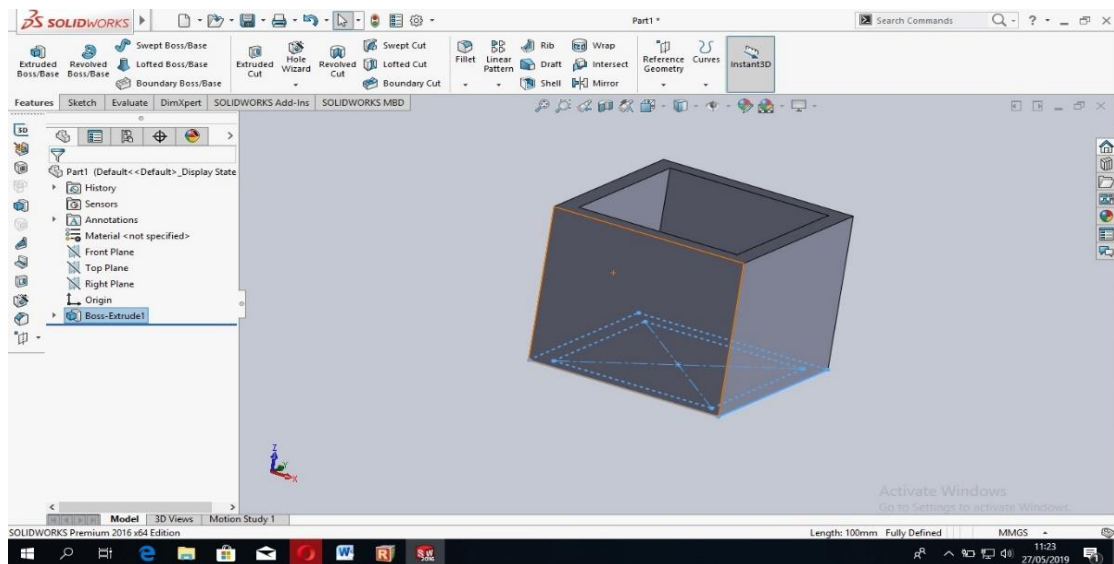 SOLIDWORKS
Part1 *
Search Commands
Extruded Boss/Base
Revolved Boss/Base
Swept Boss/Base
Lofted Boss/Base
Boundary Boss/Base
Extruded Cut
Hole Wizard
Revolved Cut
Swept Cut
Lofted Cut
Boundary Cut
Fillet
Linear Pattern
Rib
Draft
Shell
Wrap
Intersect
Mirror
Reference Geometry
Curves
Instant3D
Features Sketch Evaluate DimXpert SOLIDWORKS Add-Ins SOLIDWORKS MBD
Part1 (Default<<Default>_Display State
History
Sensors
Annotations
Material <not specified>
Front Plane
Top Plane
Right Plane
Origin
Boss-Extrude1
Z
Y
X
Activate Windows
Go to Settings to activate Windows.
Model 3D Views Motion Study 1
SOLIDWORKS Premium 2016 x64 Edition
Length: 100mm Fully Defined MMGS
11:23
27/05/2019